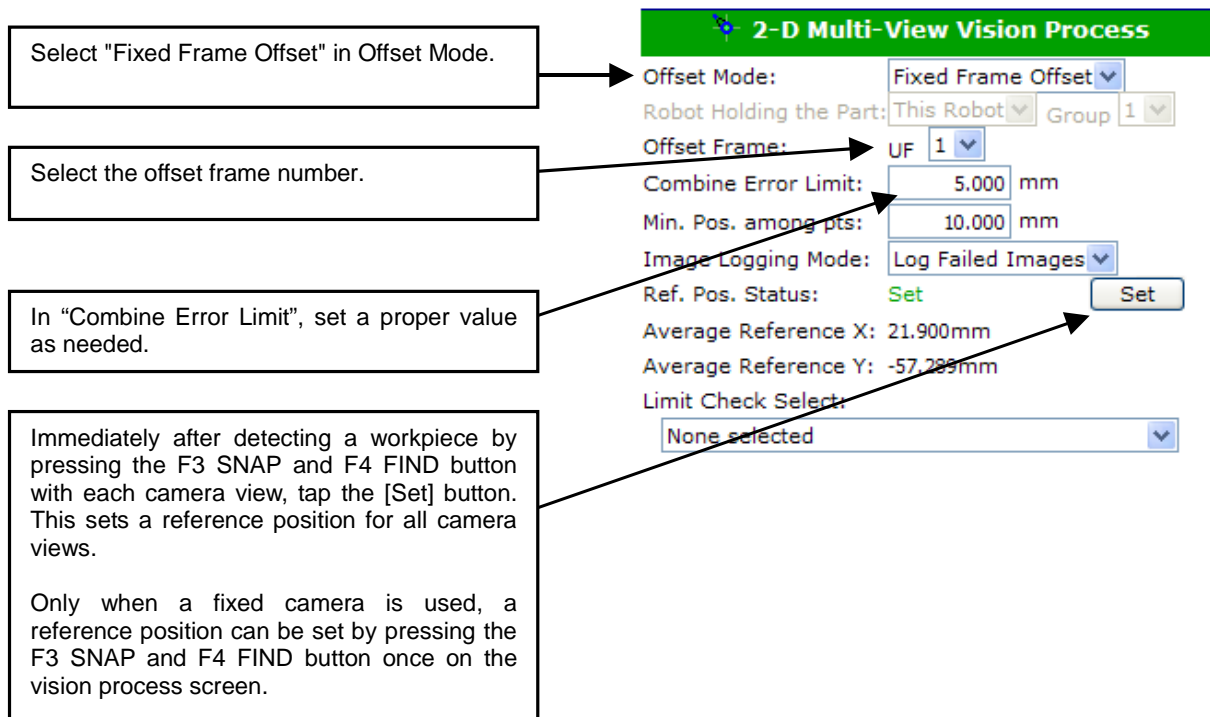 Select "Fixed Frame Offset" in Offset Mode.
Select the offset frame number.
In “Combine Error Limit”, set a proper value
as needed.
Immediately after detecting a workpiece by
pressing the F3 SNAP and F4 FIND button
with each camera view, tap the [Set] button.
This sets a reference position for all camera
views.
Only when a fixed camera is used, a
reference position can be set by pressing the
F3 SNAP and F4 FIND button once on the
vision process screen.
2-D Multi-View Vision Process
Offset Mode: Fixed Frame Offset
Robot Holding the Part: This Robot Group 1
Offset Frame: UF 1
Combine Error Limit: 5.000 mm
Min. Pos. among pts: 10.000 mm
Image Logging Mode: Log Failed Images
Ref. Pos. Status: Set Set
Average Reference X: 21.900mm
Average Reference Y: -57.289mm
Limit Check Select:
None selected